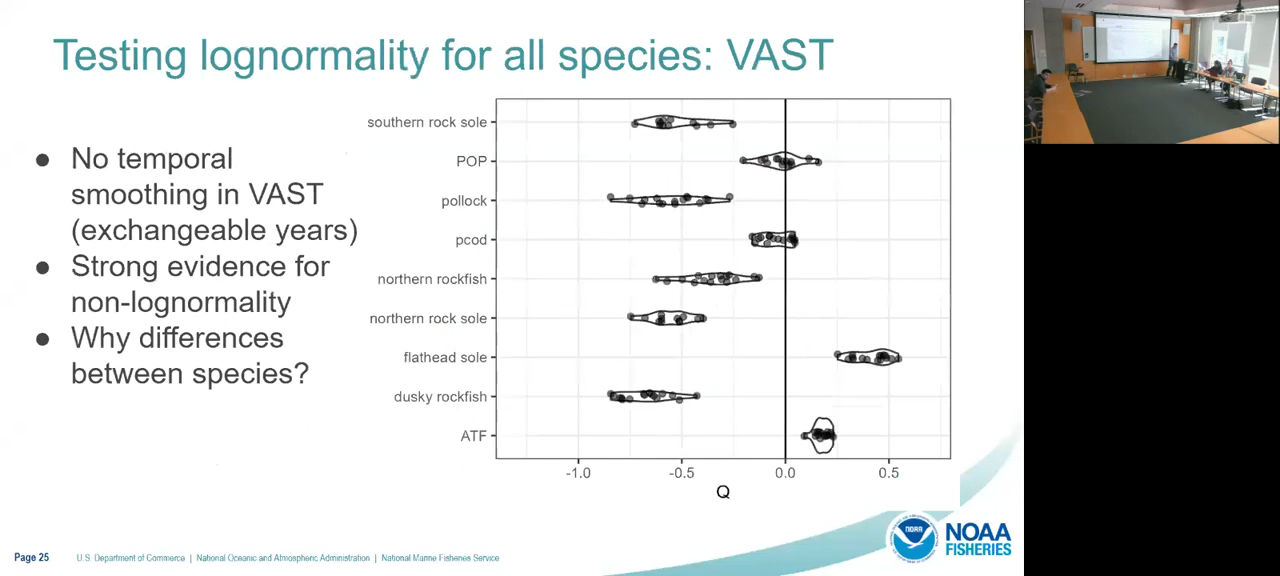 Testing lognormality for all species: VAST
● No temporal
smoothing in VAST
(exchangeable years)
● Strong evidence for
non-lognormality
● Why differences
between species?
southern rock sole
POP
pollock
pcod
northern rockfish
northern rock sole
flathead sole
dusky rockfish
ATF
-1.0 -0.5 0.0 0.5
Q
NOAA
NOAA
FISHERIES
Page 25 U.S. Department of Commerce | National Oceanic and Atmospheric Administration | National Marine Fisheries Service